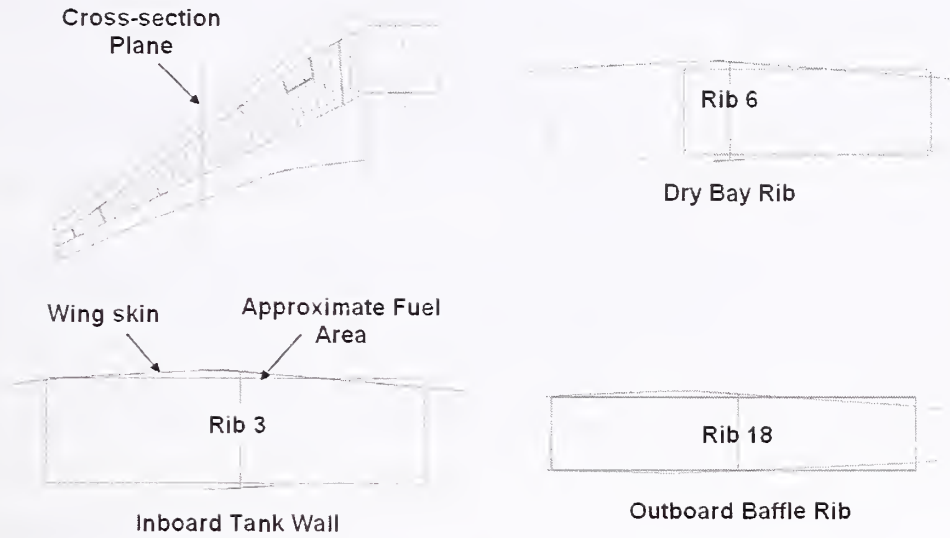 Cross-section
Plane
Rib 6
Dry Bay Rib
Wing skin
Approximate Fuel
Area
Rib 3
Inboard Tank Wall
Rib 18
Outboard Baffle Rib